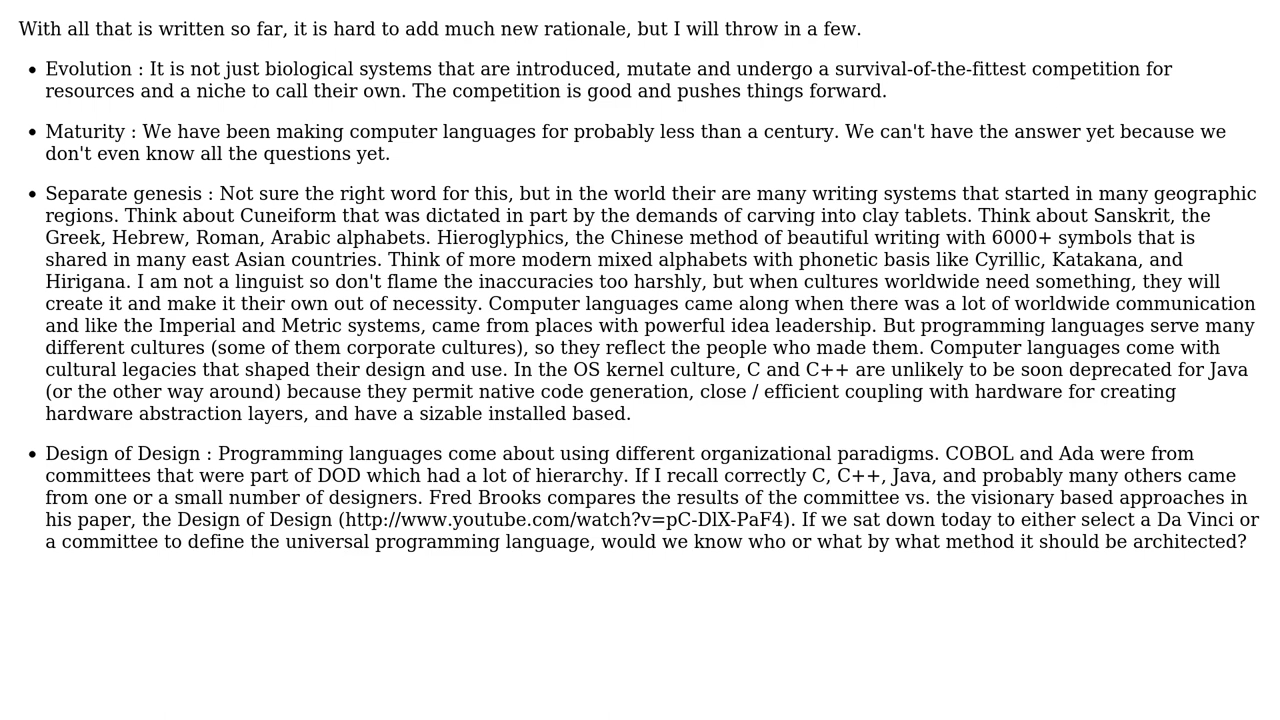 With all that is written so far, it is hard to add much new rationale, but I will throw in a few.
• Evolution : It is not just biological systems that are introduced, mutate and undergo a survival-of-the-fittest competition for
resources and a niche to call their own. The competition is good and pushes things forward.
• Maturity : We have been making computer languages for probably less than a century. We can't have the answer yet because we
don't even know all the questions yet.
• Separate genesis : Not sure the right word for this, but in the world their are many writing systems that started in many geographic
regions. Think about Cuneiform that was dictated in part by the demands of carving into clay tablets. Think about Sanskrit, the
Greek, Hebrew, Roman, Arabic alphabets. Hieroglyphics, the Chinese method of beautiful writing with 6000+ symbols that is
shared in many east Asian countries. Think of more modern mixed alphabets with phonetic basis like Cyrillic, Katakana, and
Hirigana. I am not a linguist so don't flame the inaccuracies too harshly, but when cultures worldwide need something, they will
create it and make it their own out of necessity. Computer languages came along when there was a lot of worldwide communication
and like the Imperial and Metric systems, came from places with powerful idea leadership. But programming languages serve many
different cultures (some of them corporate cultures), so they reflect the people who made them. Computer languages come with
cultural legacies that shaped their design and use. In the OS kernel culture, C and C++ are unlikely to be soon deprecated for Java
(or the other way around) because they permit native code generation, close / efficient coupling with hardware for creating
hardware abstraction layers, and have a sizable installed based.
• Design of Design : Programming languages come about using different organizational paradigms. COBOL and Ada were from
committees that were part of DOD which had a lot of hierarchy. If I recall correctly C, C++, Java, and probably many others came
from one or a small number of designers. Fred Brooks compares the results of the committee vs. the visionary based approaches in
his paper, the Design of Design (http://www.youtube.com/watch?v=pC-DlX-PaF4). If we sat down today to either select a Da Vinci or
a committee to define the universal programming language, would we know who or what by what method it should be architected?